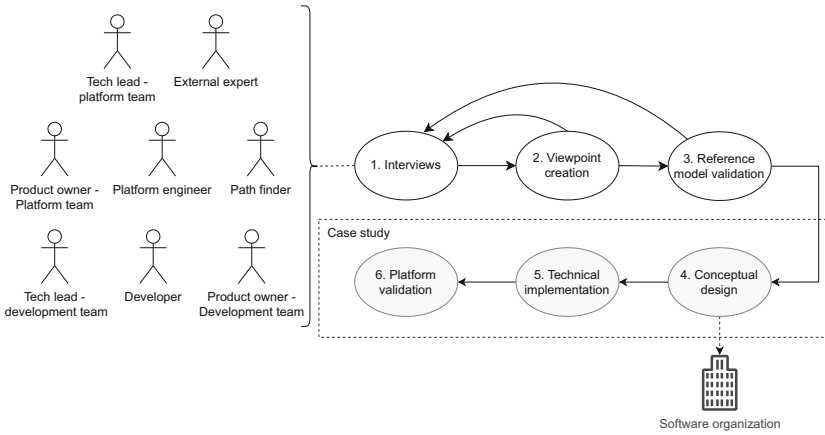 Tech lead -
platform team
External expert
Product owner -
Platform team
Platform engineer
Path finder
Tech lead -
development team
Developer
Product owner -
Development team
1. Interviews
2. Viewpoint
creation
3. Reference
model validation
Case study
6. Platform
validation
5. Technical
implementation
4. Conceptual
design
Software organization